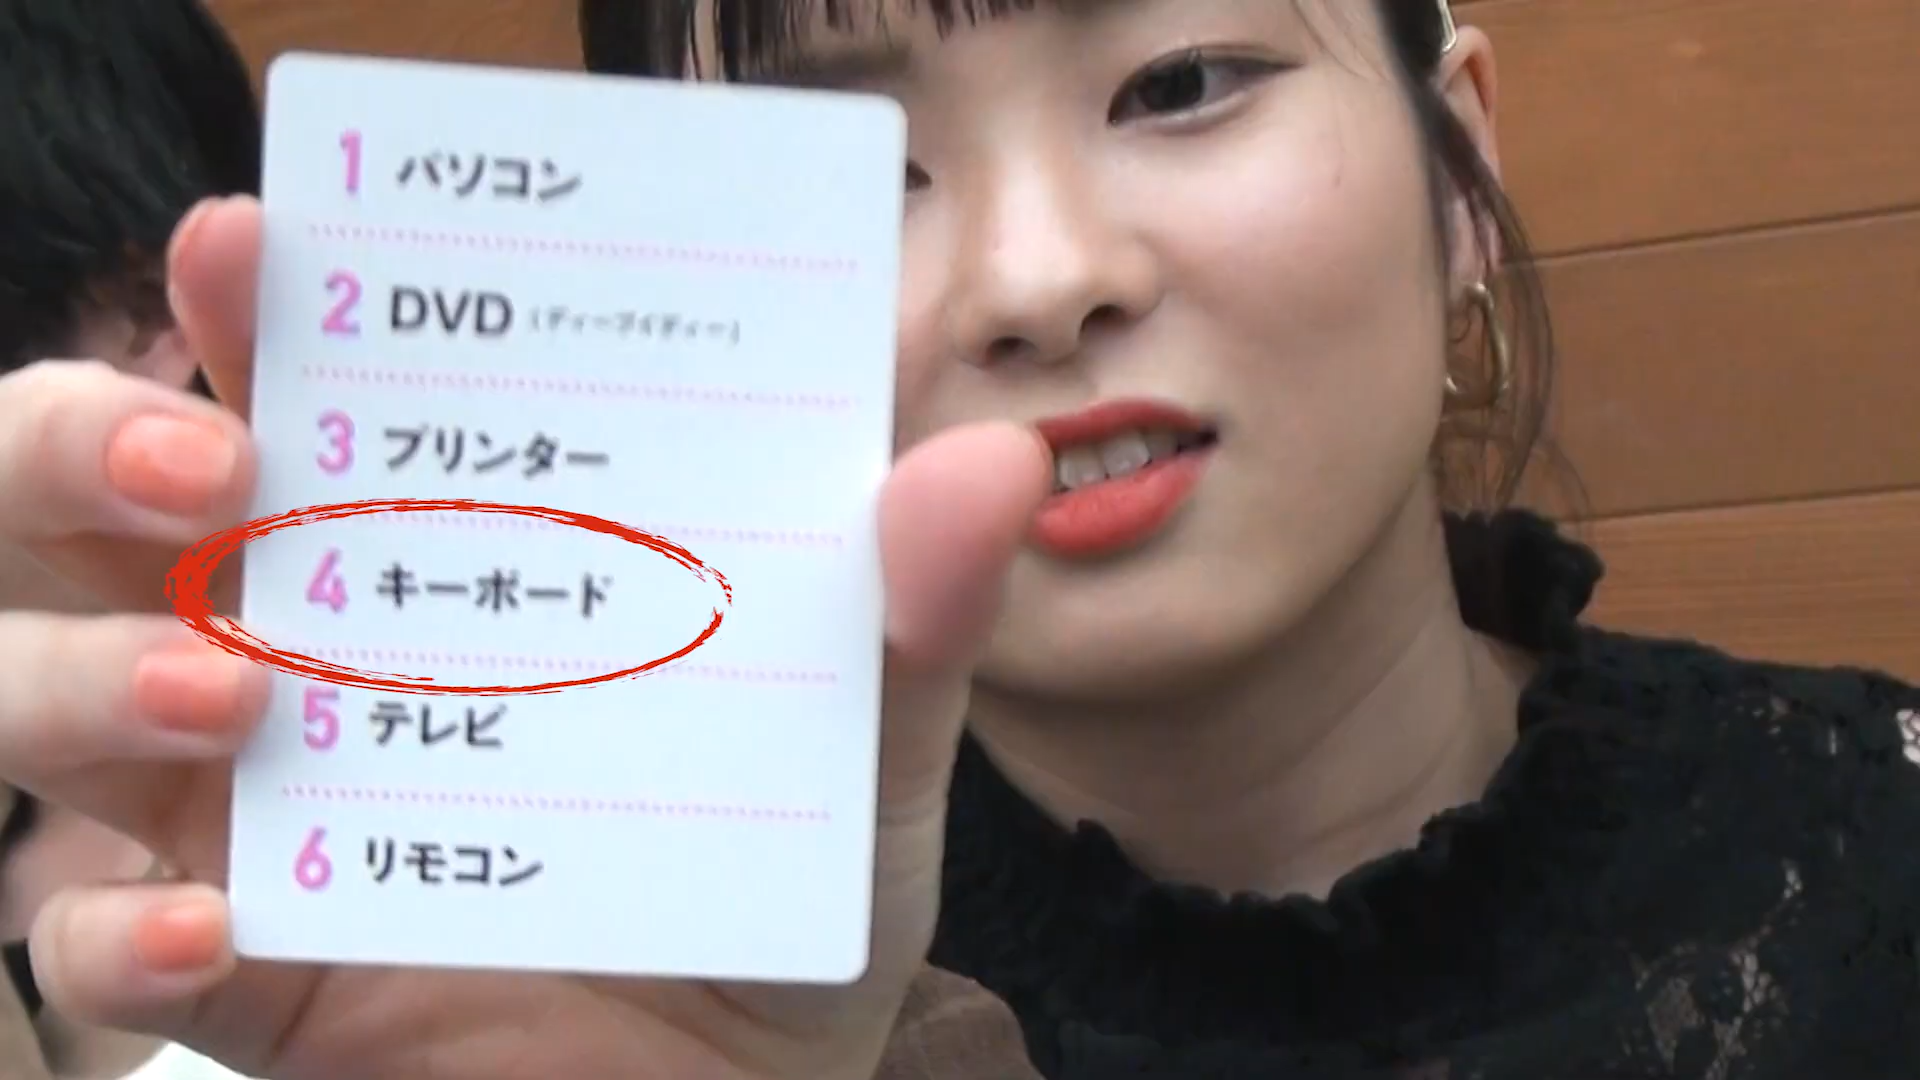 1 パソコン
2 DVD (ディーブイディー)
3 プリンター
4 キーボード
5 テレビ
6 リモコン